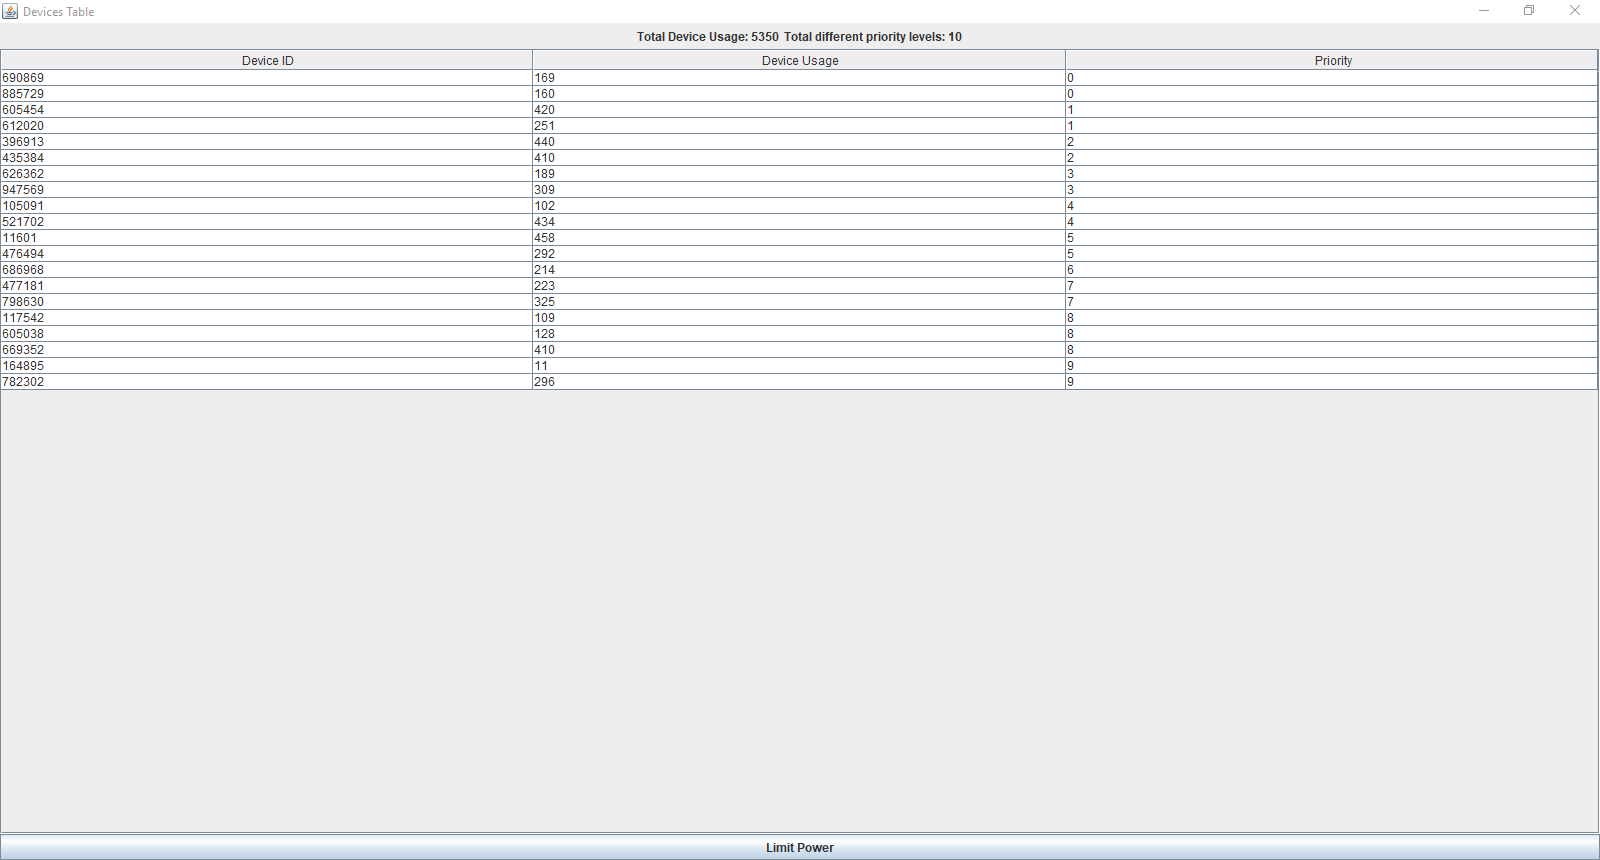 Devices Table
Total Device Usage: 5350 Total different priority levels: 10
Device ID Device Usage Priority
690869 169 0
885729 160 0
605454 420 1
612020 251 1
396913 440 2
435384 410 2
626362 189 3
947569 309 3
105091 102 4
521702 434 4
11601 458 5
476494 292 5
686968 214 6
477181 223 7
798630 325 7
117542 109 8
605038 128 8
669352 410 8
164895 11 9
782302 296 9
Limit Power